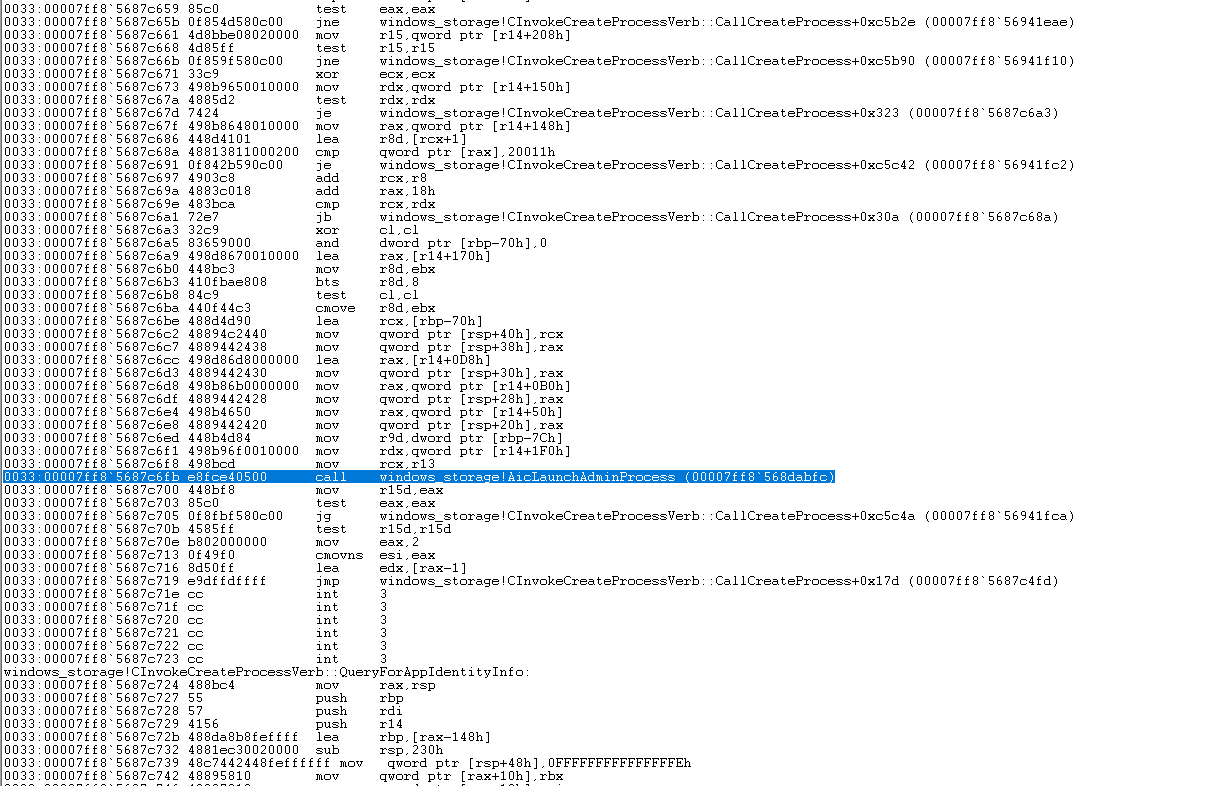 0033:00007ff8`5687c659 85c0 test eax,eax
0033:00007ff8`5687c65b 0f854d580c00 jne windows_storage!CInvokeCreateProcessVerb::CallCreateProcess+0xc5b2e (00007ff8`56941eae)
0033:00007ff8`5687c661 4d8bbe08020000 mov r15,qword ptr [r14+208h]
0033:00007ff8`5687c668 4d85ff test r15,r15
0033:00007ff8`5687c66b 0f859f580c00 jne windows_storage!CInvokeCreateProcessVerb::CallCreateProcess+0xc5b90 (00007ff8`56941f10)
0033:00007ff8`5687c671 33c9 xor ecx,ecx
0033:00007ff8`5687c673 498b9650010000 mov rdx,qword ptr [r14+150h]
0033:00007ff8`5687c67a 4885d2 test rdx,rdx
0033:00007ff8`5687c67d 7424 je windows_storage!CInvokeCreateProcessVerb::CallCreateProcess+0x323 (00007ff8`5687c6a3)
0033:00007ff8`5687c67f 498b8648010000 mov rax,qword ptr [r14+148h]
0033:00007ff8`5687c686 448d4101 lea r8d,[rcx+1]
0033:00007ff8`5687c68a 48813811000200 cmp qword ptr [rax],20011h
0033:00007ff8`5687c691 0f842b590c00 je windows_storage!CInvokeCreateProcessVerb::CallCreateProcess+0xc5c42 (00007ff8`56941fc2)
0033:00007ff8`5687c697 4903c8 add rcx,r8
0033:00007ff8`5687c69a 4883c018 add rax,18h
0033:00007ff8`5687c69e 483bca cmp rcx,rdx
0033:00007ff8`5687c6a1 72e7 jb windows_storage!CInvokeCreateProcessVerb::CallCreateProcess+0x30a (00007ff8`5687c68a)
0033:00007ff8`5687c6a3 32c9 xor cl,cl
0033:00007ff8`5687c6a5 83659000 and dword ptr [rbp-70h],0
0033:00007ff8`5687c6a9 498d8670010000 lea rax,[r14+170h]
0033:00007ff8`5687c6b0 448bc3 mov r8d,ebx
0033:00007ff8`5687c6b3 410fbae808 bts r8d,8
0033:00007ff8`5687c6b8 84c9 test cl,cl
0033:00007ff8`5687c6ba 440f44c3 cmove r8d,ebx
0033:00007ff8`5687c6be 488d4d90 lea rcx,[rbp-70h]
0033:00007ff8`5687c6c2 48894c2440 mov qword ptr [rsp+40h],rcx
0033:00007ff8`5687c6c7 4889442438 mov qword ptr [rsp+38h],rax
0033:00007ff8`5687c6cc 498d86d8000000 lea rax,[r14+0D8h]
0033:00007ff8`5687c6d3 4889442430 mov qword ptr [rsp+30h],rax
0033:00007ff8`5687c6d8 498b86b0000000 mov rax,qword ptr [r14+0B0h]
0033:00007ff8`5687c6df 4889442428 mov qword ptr [rsp+28h],rax
0033:00007ff8`5687c6e4 498b4650 mov rax,qword ptr [r14+50h]
0033:00007ff8`5687c6e8 4889442420 mov qword ptr [rsp+20h],rax
0033:00007ff8`5687c6ed 448b4d84 mov r9d,dword ptr [rbp-7Ch]
0033:00007ff8`5687c6f1 498b96f0010000 mov rdx,qword ptr [r14+1F0h]
0033:00007ff8`5687c6f8 498bcd mov rcx,r13
0033:00007ff8`5687c6fb e8fce40500 call windows_storage!AicLaunchAdminProcess (00007ff8`568dabfc)
0033:00007ff8`5687c700 448bf8 mov r15d,eax
0033:00007ff8`5687c703 85c0 test eax,eax
0033:00007ff8`5687c705 0f8fbf580c00 jg windows_storage!CInvokeCreateProcessVerb::CallCreateProcess+0xc5c4a (00007ff8`56941fca)
0033:00007ff8`5687c70b 4585ff test r15d,r15d
0033:00007ff8`5687c70e b802000000 mov eax,2
0033:00007ff8`5687c713 0f49f0 cmovns esi,eax
0033:00007ff8`5687c716 8d50ff lea edx,[rax-1]
0033:00007ff8`5687c719 e9dffdffff jmp windows_storage!CInvokeCreateProcessVerb::CallCreateProcess+0x17d (00007ff8`5687c4fd)
0033:00007ff8`5687c71e cc int 3
0033:00007ff8`5687c71f cc int 3
0033:00007ff8`5687c720 cc int 3
0033:00007ff8`5687c721 cc int 3
0033:00007ff8`5687c722 cc int 3
0033:00007ff8`5687c723 cc int 3
windows_storage!CInvokeCreateProcessVerb::QueryForAppIdentityInfo:
0033:00007ff8`5687c724 488bc4 mov rax,rsp
0033:00007ff8`5687c727 55 push rbp
0033:00007ff8`5687c728 57 push rdi
0033:00007ff8`5687c729 4156 push r14
0033:00007ff8`5687c72b 488da8b8feffff lea rbp,[rax-148h]
0033:00007ff8`5687c732 4881ec30020000 sub rsp,230h
0033:00007ff8`5687c739 48c7442448feffffff mov qword ptr [rsp+48h],0FFFFFFFFFFFFFFFEh
0033:00007ff8`5687c742 48895810 mov qword ptr [rax+10h],rbx